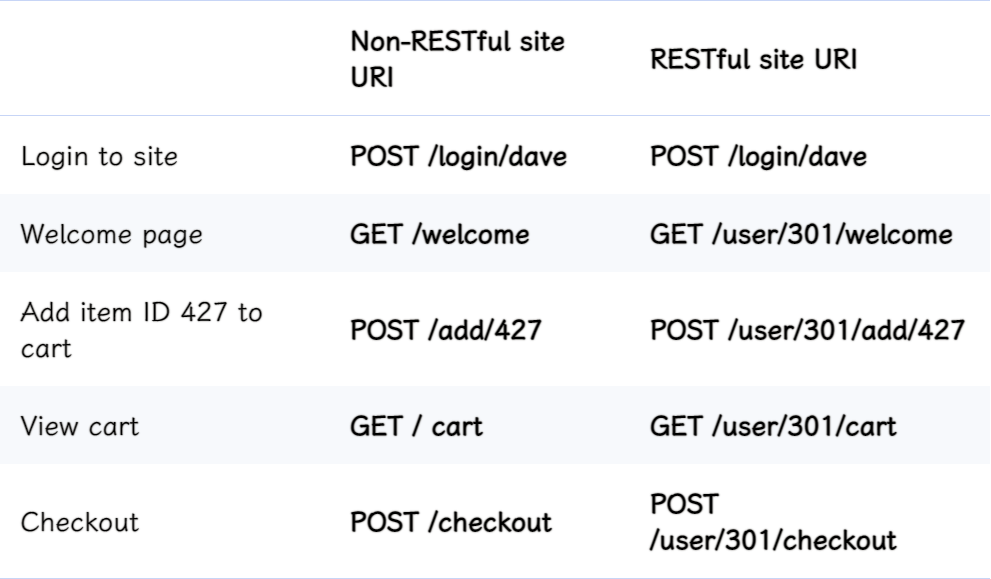 Non-RESTful site
URI
RESTful site URI
Login to site
POST /login/dave
POST /login/dave
Welcome page
GET /welcome
GET /user/301/welcome
Add item ID 427 to
cart
POST /add/427
POST /user/301/add/427
View cart
GET / cart
GET /user/301/cart
Checkout
POST /checkout
POST
/user/301/checkout